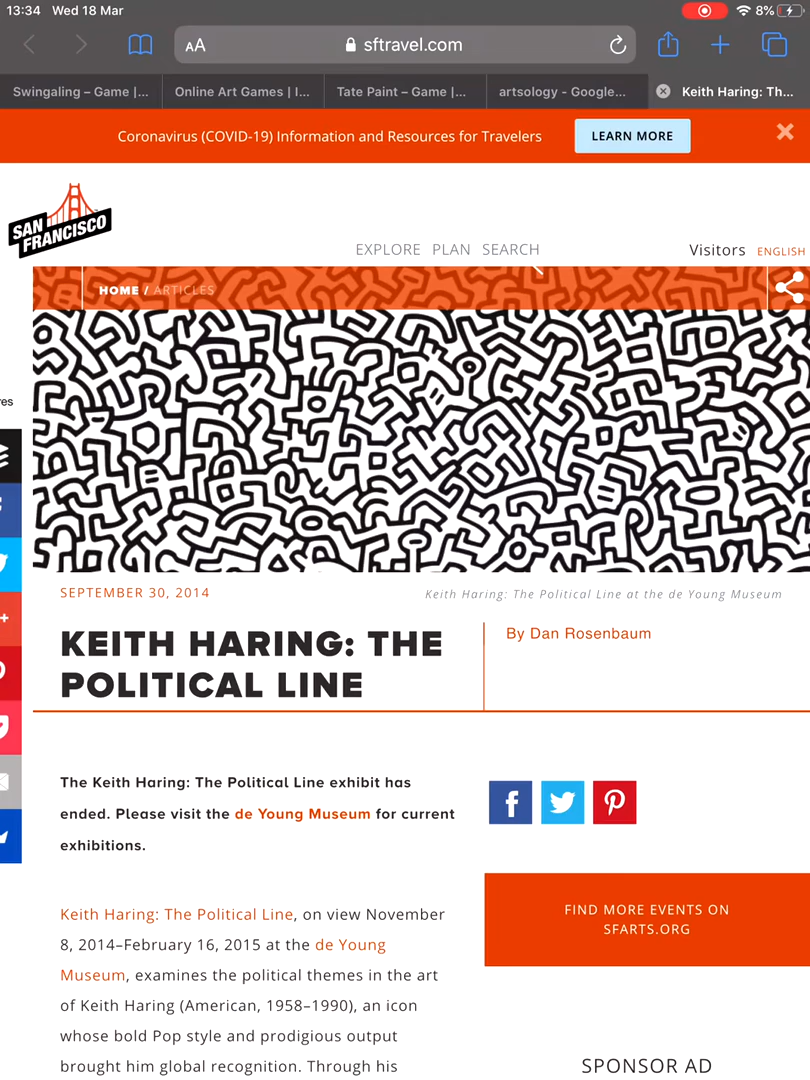 13:34 Wed 18 Mar
8%
AA
sftravel.com
Swingaling – Game |...
Online Art Games | I...
Tate Paint – Game |...
artsology - Google...
Keith Haring: Th...
Coronavirus (COVID-19) Information and Resources for Travelers
LEARN MORE
SAN
FRANCISCO
EXPLORE PLAN SEARCH
Visitors ENGLISH
HOME / ARTICLES
res
SEPTEMBER 30, 2014
Keith Haring: The Political Line at the de Young Museum
KEITH HARING: THE
POLITICAL LINE
By Dan Rosenbaum
The Keith Haring: The Political Line exhibit has
ended. Please visit the de Young Museum for current
exhibitions.
Keith Haring: The Political Line, on view November
8, 2014–February 16, 2015 at the de Young
Museum, examines the political themes in the art
of Keith Haring (American, 1958–1990), an icon
whose bold Pop style and prodigious output
brought him global recognition. Through his
FIND MORE EVENTS ON
SFARTS.ORG
SPONSOR AD